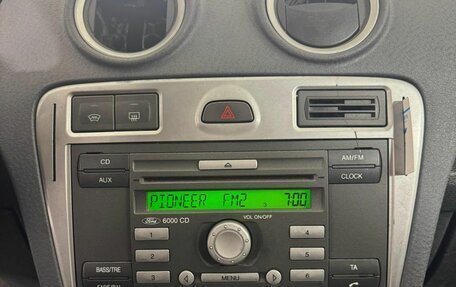 CD
AM/FM
AUX
CLOCK
PIONEER FM2 3 7:00
Ford 6000 CD VOL ON/OFF
1
4
2
5
BASS/TRE
TA
3
MENU
6